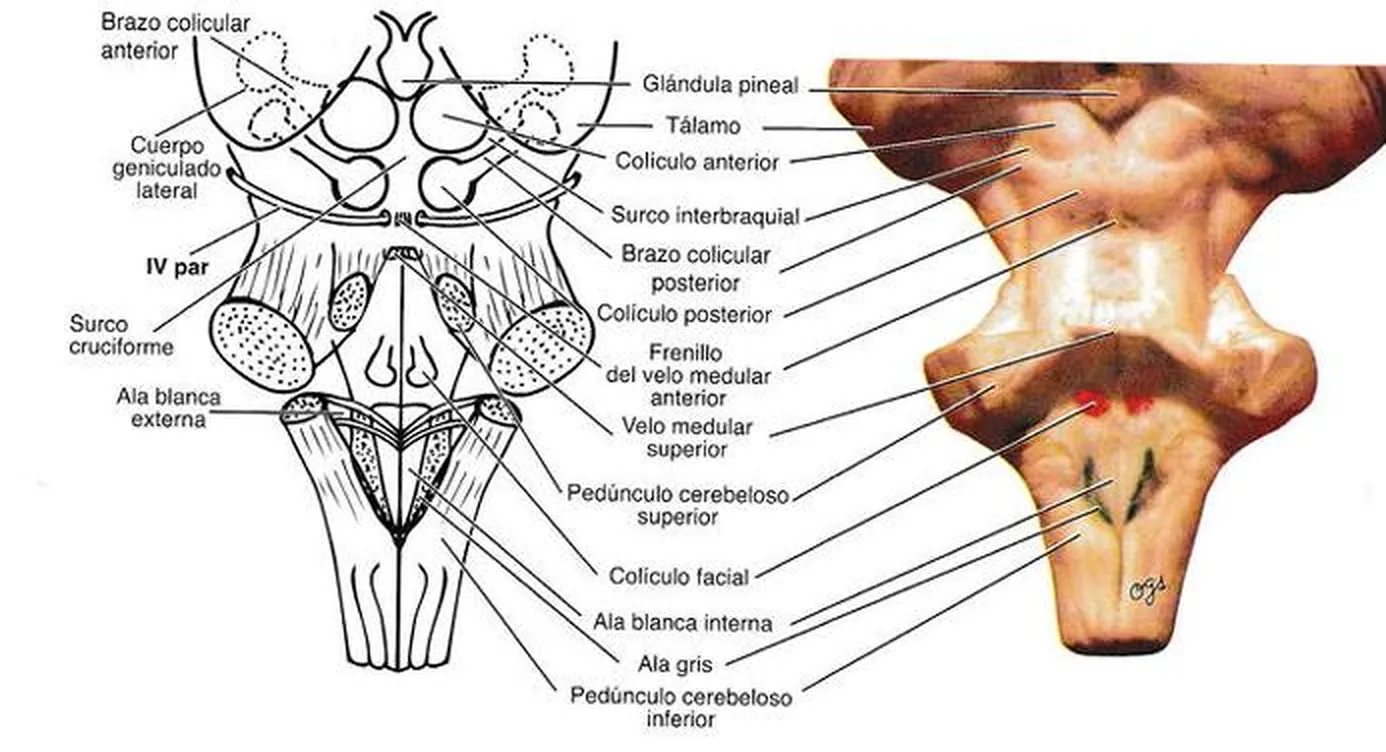 Brazo colicular
anterior
Cuerpo
geniculado
lateral
IV par
Surco
cruciforme
Ala blanca
externa
Glándula pineal
Tálamo
Colículo anterior
Surco interbraquial
Brazo colicular
posterior
Colículo posterior
Frenillo
del velo medular
anterior
Velo medular
superior
Pedúnculo cerebeloso
superior
Colículo facial
Ala blanca interna
Ala gris
Pedúnculo cerebeloso
inferior
ogs